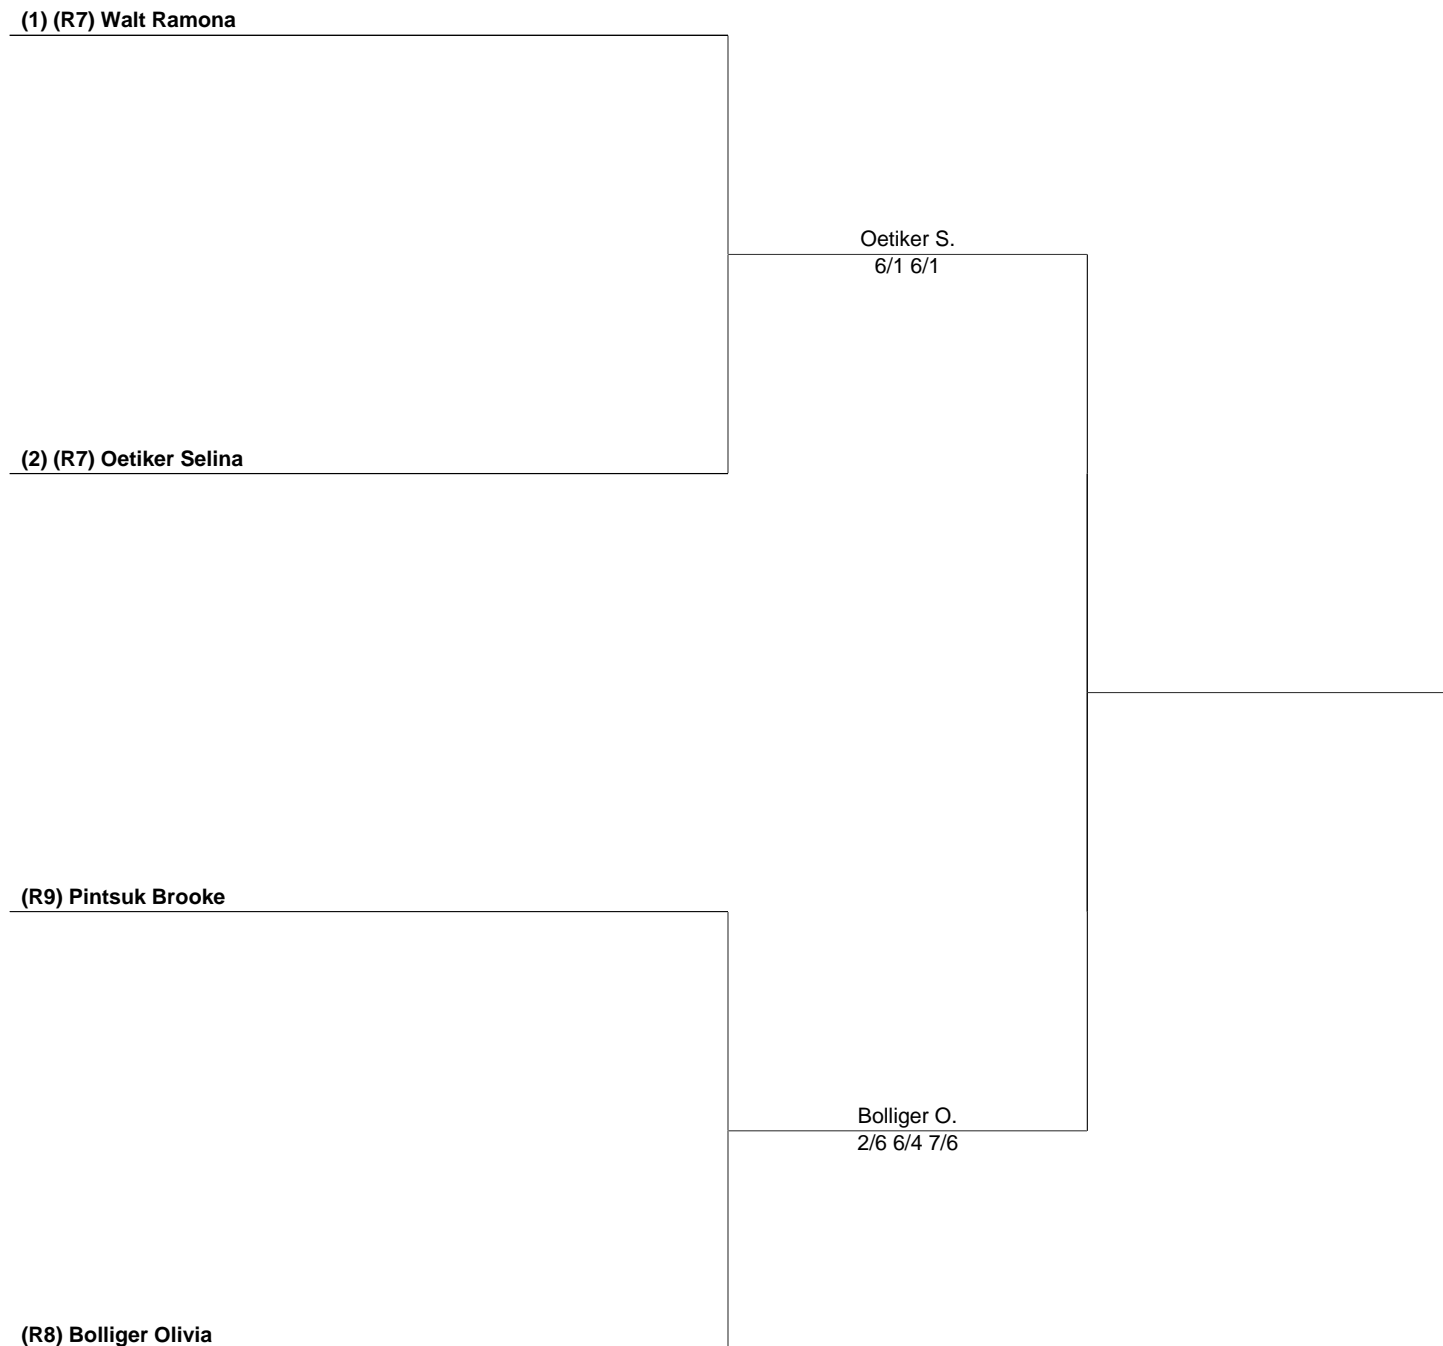 (1) (R7) Walt Ramona
Oetiker S.
6/1 6/1
(2) (R7) Oetiker Selina
(R9) Pintsuk Brooke
Bolliger O.
2/6 6/4 7/6
(R8) Bolliger Olivia